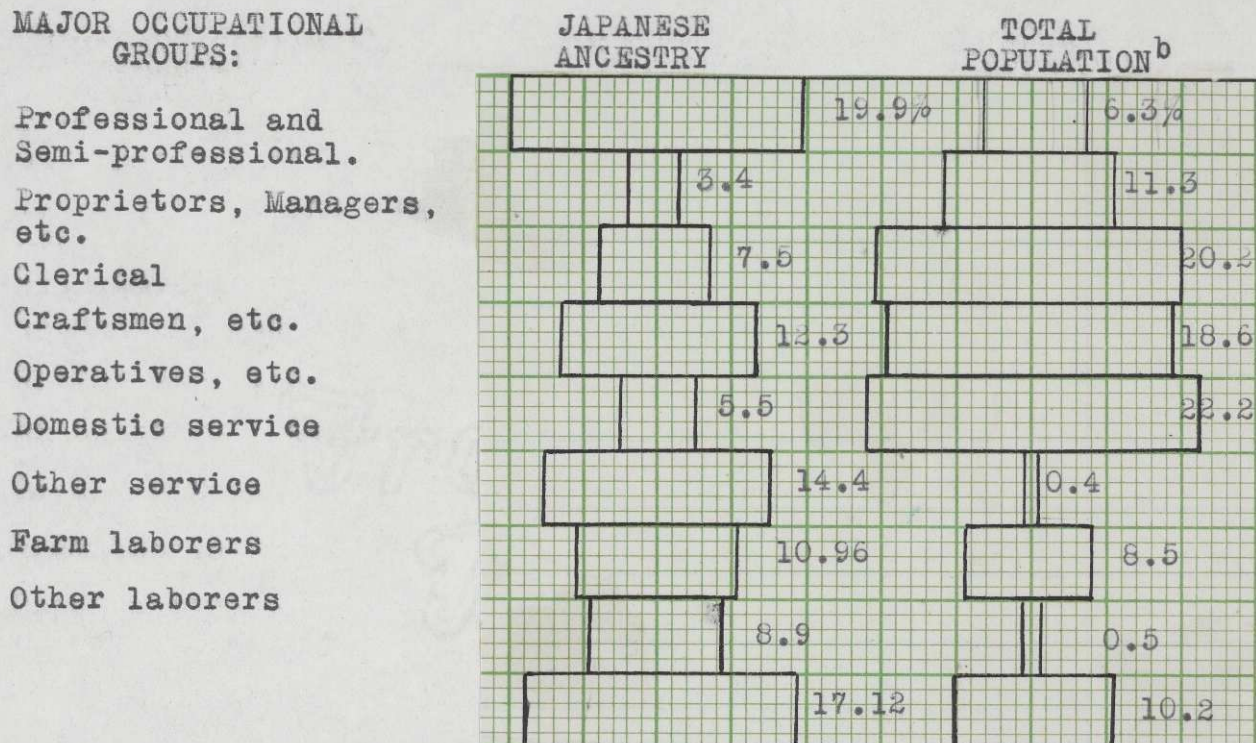 MAJOR OCCUPATIONAL GROUPS:
JAPANESE ANCESTRY
TOTAL POPULATION b
Professional and
Semi-professional.
19.9%
6.3%
Proprietors, Managers,
etc.
3.4
11.3
Clerical
7.5
20.2
Craftsmen, etc.
12.3
18.6
Operatives, etc.
5.5
22.2
Domestic service
14.4
0.4
Other service
10.96
8.5
Farm laborers
8.9
0.5
Other laborers
17.12
10.2